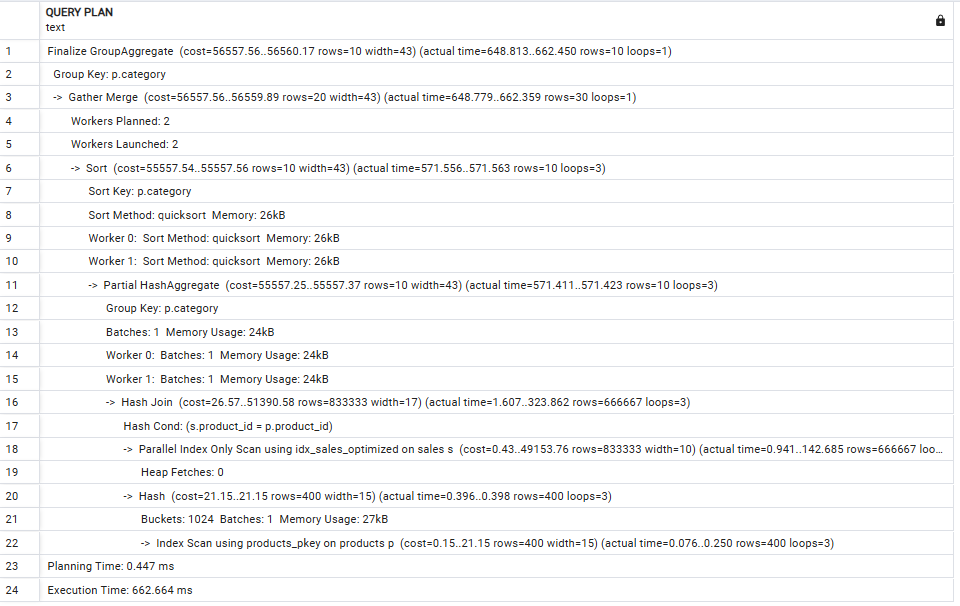 QUERY PLAN
text
1 Finalize GroupAggregate (cost=56557.56..56560.17 rows=10 width=43) (actual time=648.813..662.450 rows=10 loops=1)
2 Group Key: p.category
3 -> Gather Merge (cost=56557.56..56559.89 rows=20 width=43) (actual time=648.779..662.359 rows=30 loops=1)
4 Workers Planned: 2
5 Workers Launched: 2
6 -> Sort (cost=55557.54..55557.56 rows=10 width=43) (actual time=571.556..571.563 rows=10 loops=3)
7 Sort Key: p.category
8 Sort Method: quicksort Memory: 26kB
9 Worker 0: Sort Method: quicksort Memory: 26kB
10 Worker 1: Sort Method: quicksort Memory: 26kB
11 -> Partial HashAggregate (cost=55557.25..55557.37 rows=10 width=43) (actual time=571.411..571.423 rows=10 loops=3)
12 Group Key: p.category
13 Batches: 1 Memory Usage: 24kB
14 Worker 0: Batches: 1 Memory Usage: 24kB
15 Worker 1: Batches: 1 Memory Usage: 24kB
16 -> Hash Join (cost=26.57..51390.58 rows=833333 width=17) (actual time=1.607..323.862 rows=666667 loops=3)
17 Hash Cond: (s.product_id = p.product_id)
18 -> Parallel Index Only Scan using idx_sales_optimized on sales s (cost=0.43..49153.76 rows=833333 width=10) (actual time=0.941..142.685 rows=666667 loo...
19 Heap Fetches: 0
20 -> Hash (cost=21.15..21.15 rows=400 width=15) (actual time=0.396..0.398 rows=400 loops=3)
21 Buckets: 1024 Batches: 1 Memory Usage: 27kB
22 -> Index Scan using products_pkey on products p (cost=0.15..21.15 rows=400 width=15) (actual time=0.076..0.250 rows=400 loops=3)
23 Planning Time: 0.447 ms
24 Execution Time: 662.664 ms